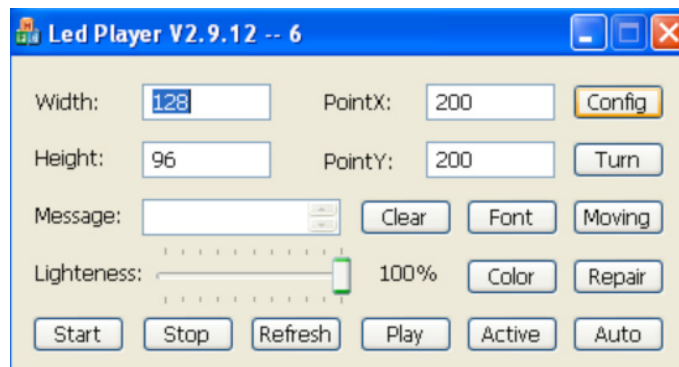 Led Player V2.9.12 -- 6
Width: 128 PointX: 200 Config
Height: 96 PointY: 200 Turn
Message: Clear Font Moving
Lighteness: 100% Color Repair
Start Stop Refresh Play Active Auto